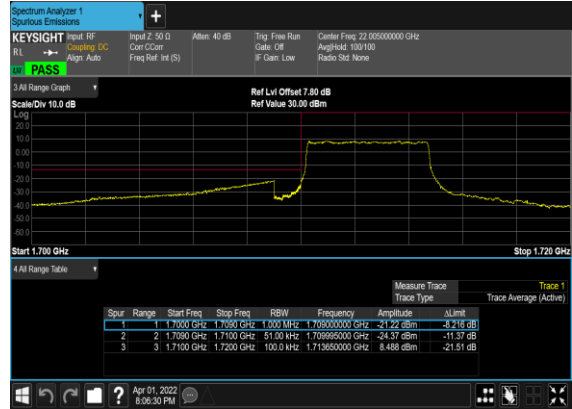 Spectrum Analyzer 1
Spurious Emissions
KEYSIGHT Input: RF Input Z: 50 Ω Atten: 40 dB Trig: Free Run Center Freq: 22.005000000 GHz
RL Coupling: DC Corr CCorr Gate: Off Avg|Hold: 100/100
Align: Auto Freq Ref: Int (S) IF Gain: Low Radio Std: None
PASS
3 All Range Graph Ref Lvl Offset 7.80 dB
Scale/Div 10.0 dB Ref Value 30.00 dBm
Log
20.0
10.0
0.00
-10.0
-20.0
-30.0
-40.0
-50.0
-60.0
Start 1.700 GHz Stop 1.720 GHz
4 All Range Table
Measure Trace Trace 1
Trace Type Trace Average (Active)
Spur Range Start Freq Stop Freq RBW Frequency Amplitude ΔLimit
1 1 1.7000 GHz 1.7090 GHz 1.000 MHz 1.709000000 GHz -21.22 dBm -8.216 dB
2 2 1.7090 GHz 1.7100 GHz 51.00 kHz 1.709995000 GHz -24.37 dBm -11.37 dB
3 3 1.7100 GHz 1.7200 GHz 100.0 kHz 1.713650000 GHz 8.488 dBm -21.51 dB
? Apr 01, 2022
8:06:30 PM